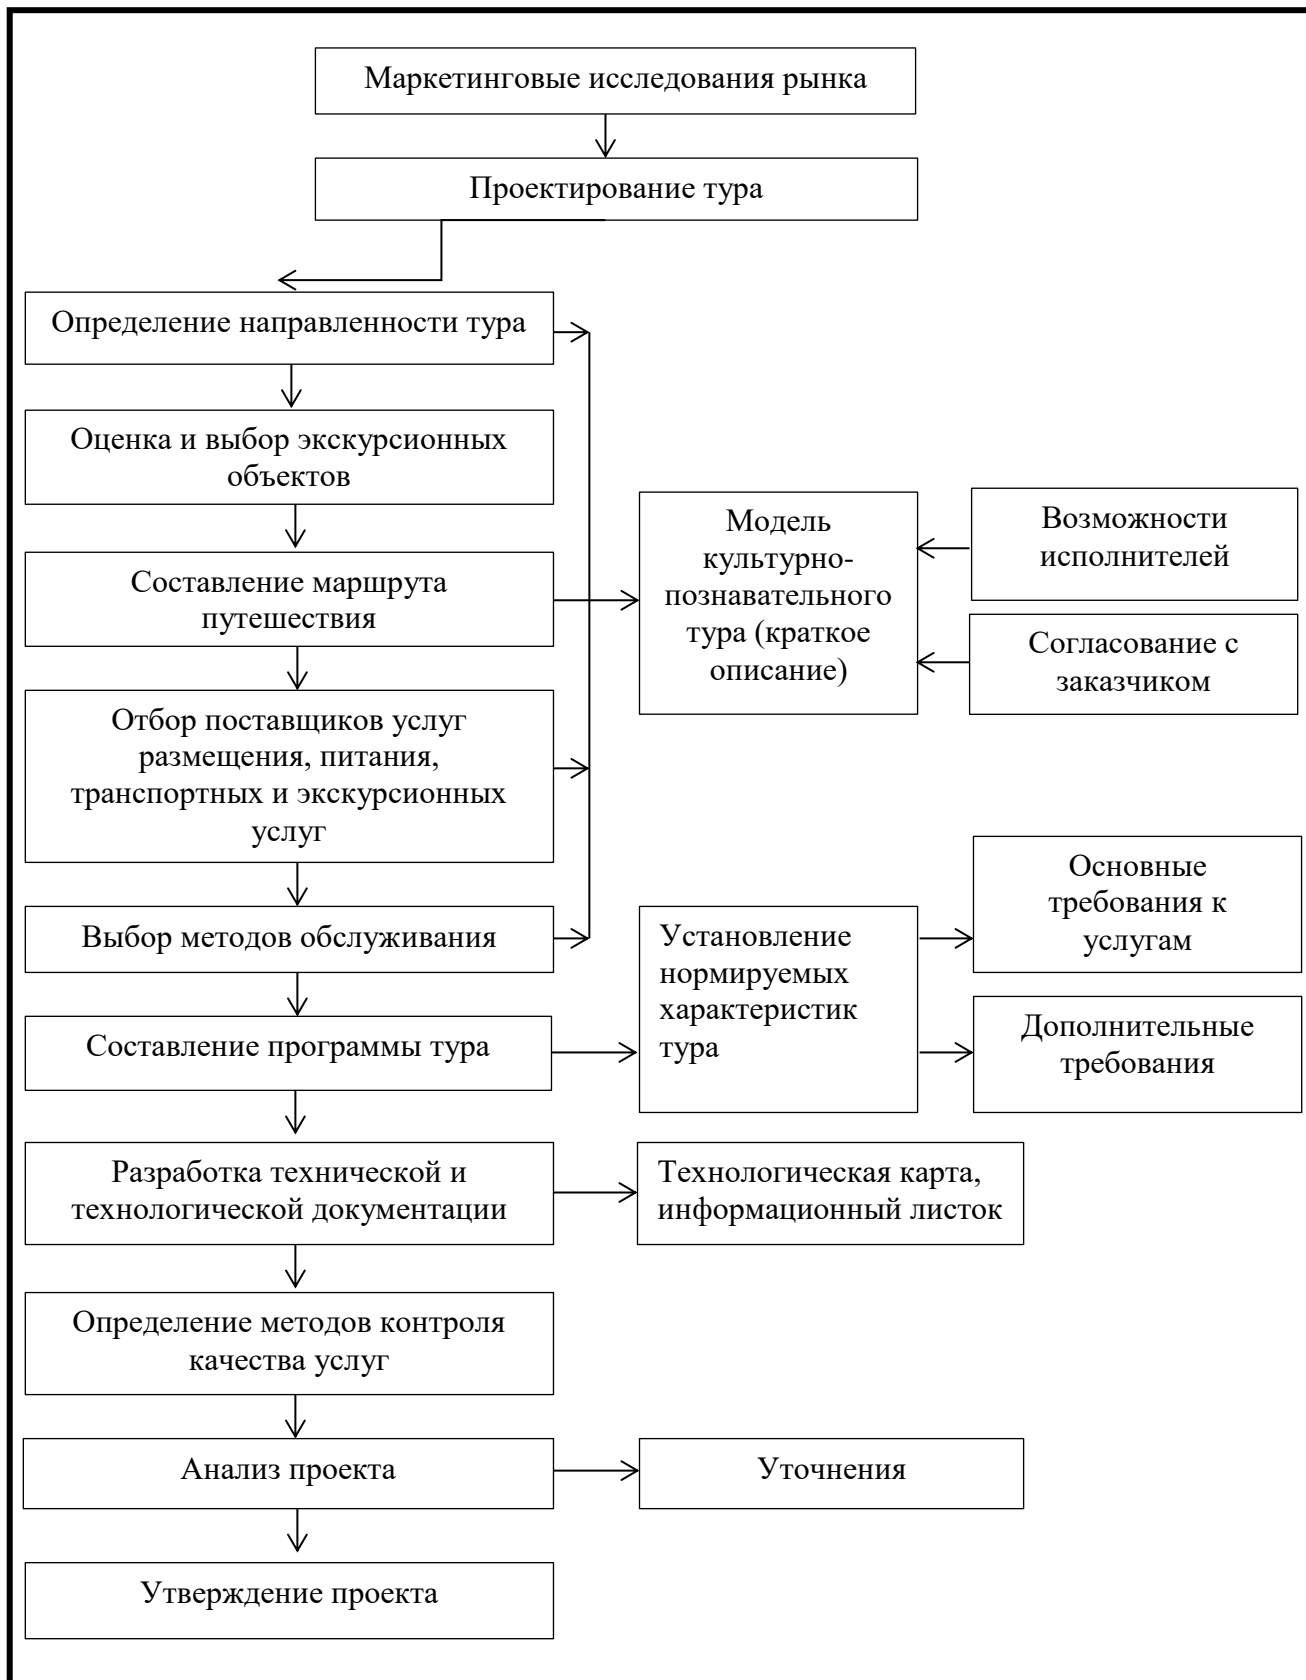 Маркетинговые исследования рынка
Проектирование тура
Определение направленности тура
Оценка и выбор экскурсионных
объектов
Составление маршрута
путешествия
Отбор поставщиков услуг
размещения, питания,
транспортных и экскурсионных
услуг
Выбор методов обслуживания
Составление программы тура
Разработка технической и
технологической документации
Определение методов контроля
качества услуг
Анализ проекта
Утверждение проекта
Модель
культурно-
познавательного
тура (краткое
описание)
Возможности
исполнителей
Согласование с
заказчиком
Установление
нормируемых
характеристик
тура
Основные
требования к
услугам
Дополнительные
требования
Технологическая карта,
информационный листок
Уточнения